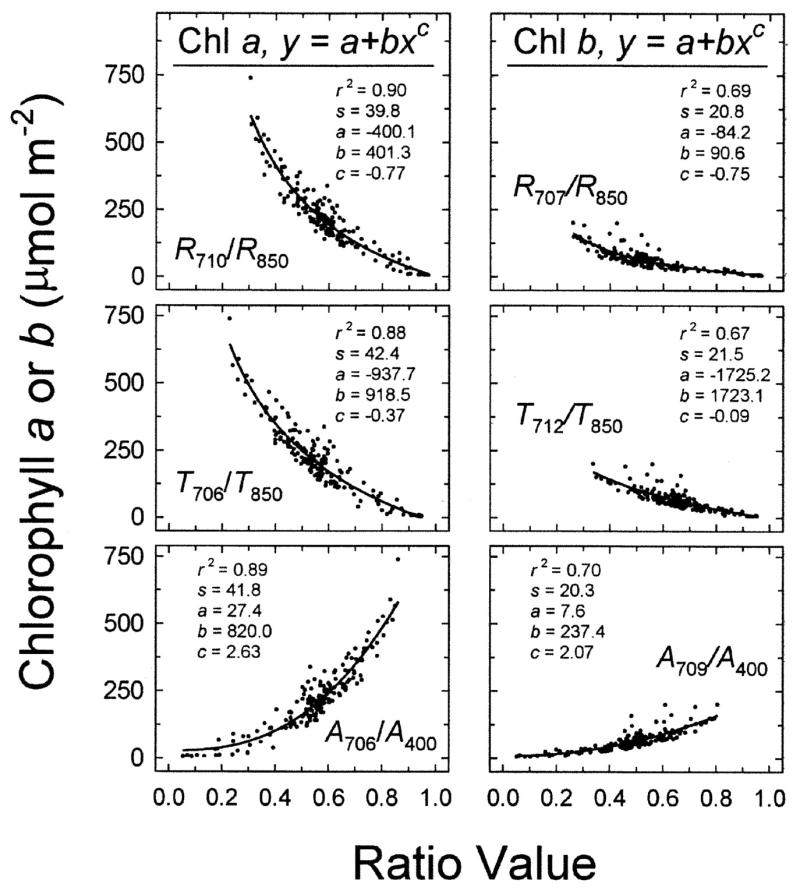 Chlorophyll a or b (µmol m⁻²)
Chl a, y = a+bxᶜ
Chl b, y = a+bxᶜ
750
500
250
0
r² = 0.90
s = 39.8
a = -400.1
b = 401.3
c = -0.77
R₇₁₀/R₈₅₀
r² = 0.69
s = 20.8
a = -84.2
b = 90.6
c = -0.75
R₇₀₇/R₈₅₀
750
500
250
0
r² = 0.88
s = 42.4
a = -937.7
b = 918.5
c = -0.37
T₇₀₆/T₈₅₀
r² = 0.67
s = 21.5
a = -1725.2
b = 1723.1
c = -0.09
T₇₁₂/T₈₅₀
750
500
250
0
r² = 0.89
s = 41.8
a = 27.4
b = 820.0
c = 2.63
A₇₀₆/A₄₀₀
r² = 0.70
s = 20.3
a = 7.6
b = 237.4
c = 2.07
A₇₀₉/A₄₀₀
0.0 0.2 0.4 0.6 0.8 1.0
0.0 0.2 0.4 0.6 0.8 1.0
Ratio Value